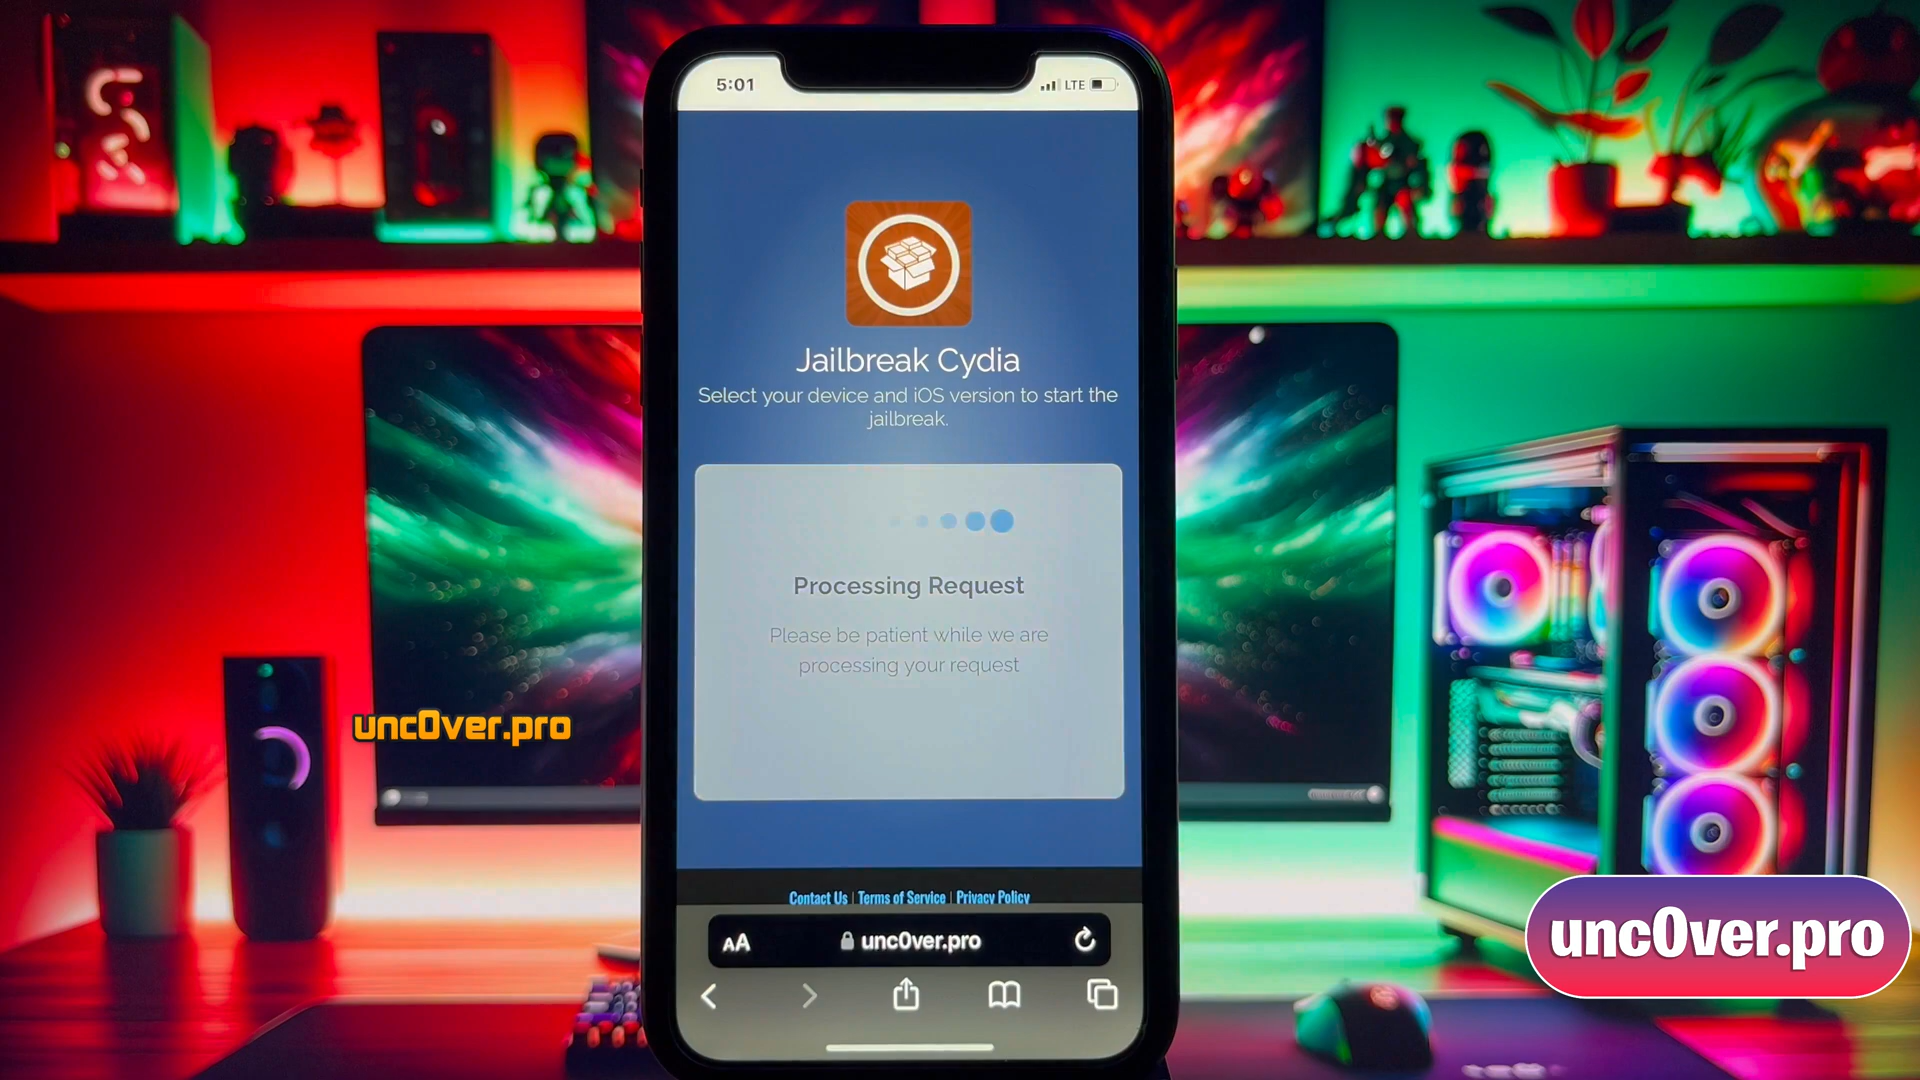 5:01
LTE
Jailbreak Cydia
Select your device and iOS version to start the
jailbreak.
Processing Request
Please be patient while we are
processing your request
unc0ver.pro
Contact Us | Terms of Service | Privacy Policy
AA
unc0ver.pro
unc0ver.pro